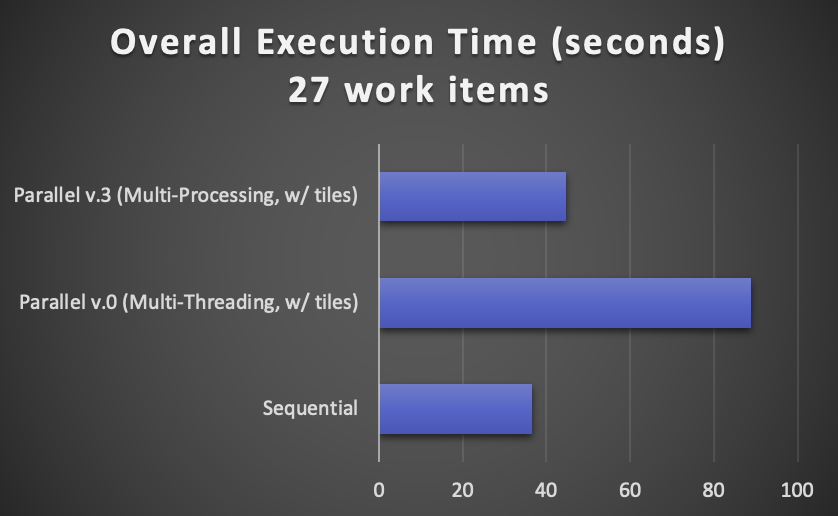 Overall Execution Time (seconds)
27 work items
Parallel v.3 (Multi-Processing, w/ tiles)
Parallel v.0 (Multi-Threading, w/ tiles)
Sequential
0 20 40 60 80 100